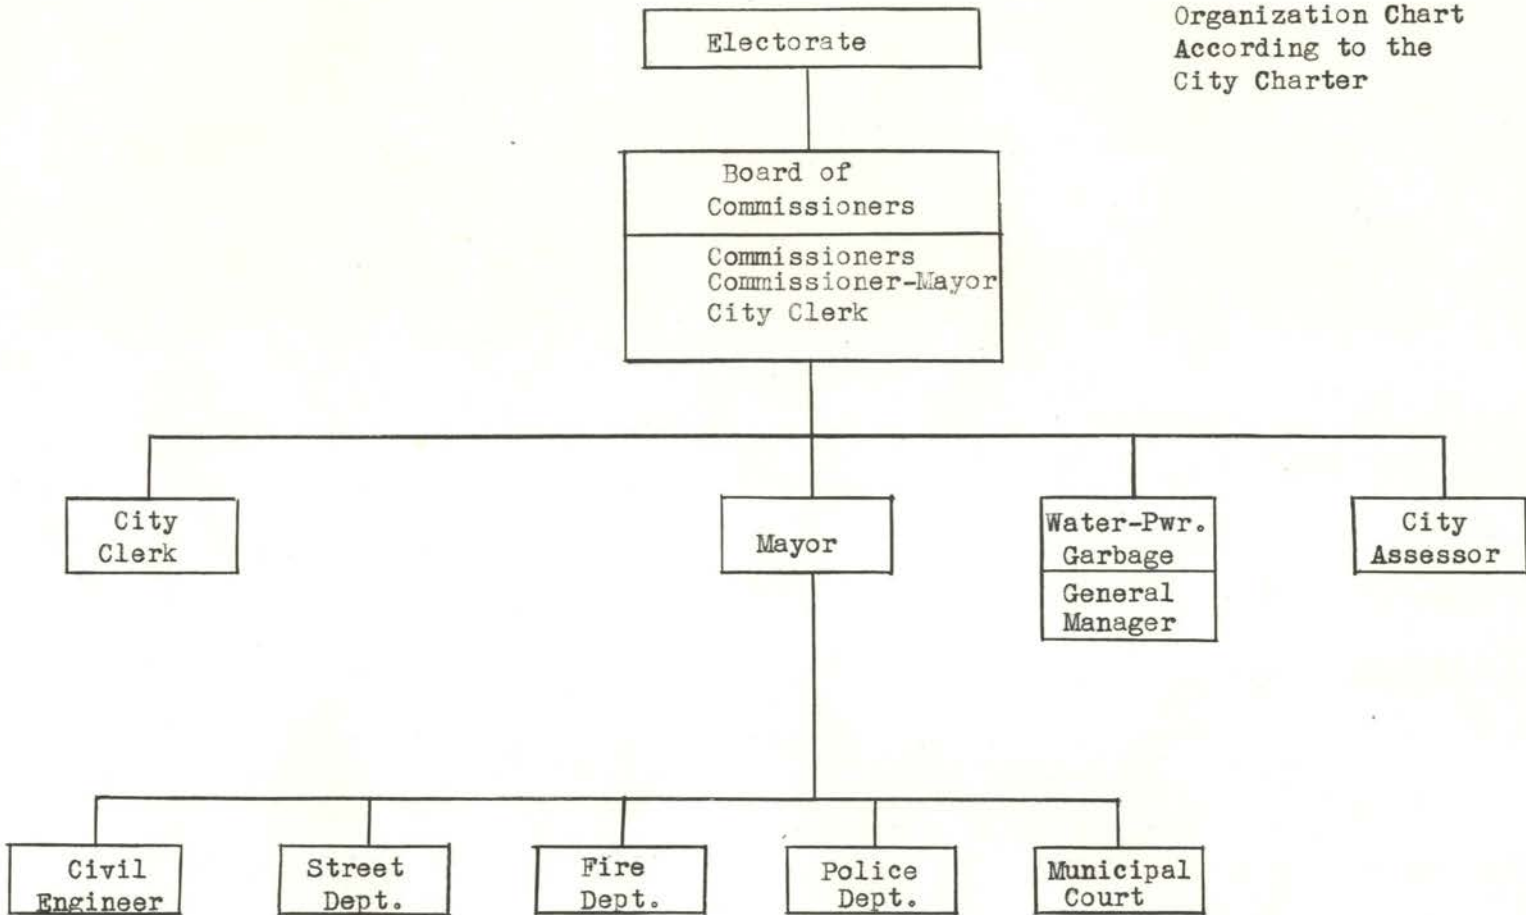 Organization Chart
According to the
City Charter
Electorate
Board of
Commissioners
Commissioners
Commissioner-Mayor
City Clerk
City
Clerk
Mayor
Water-Pwr.
Garbage
General
Manager
City
Assessor
Civil
Engineer
Street
Dept.
Fire
Dept.
Police
Dept.
Municipal
Court